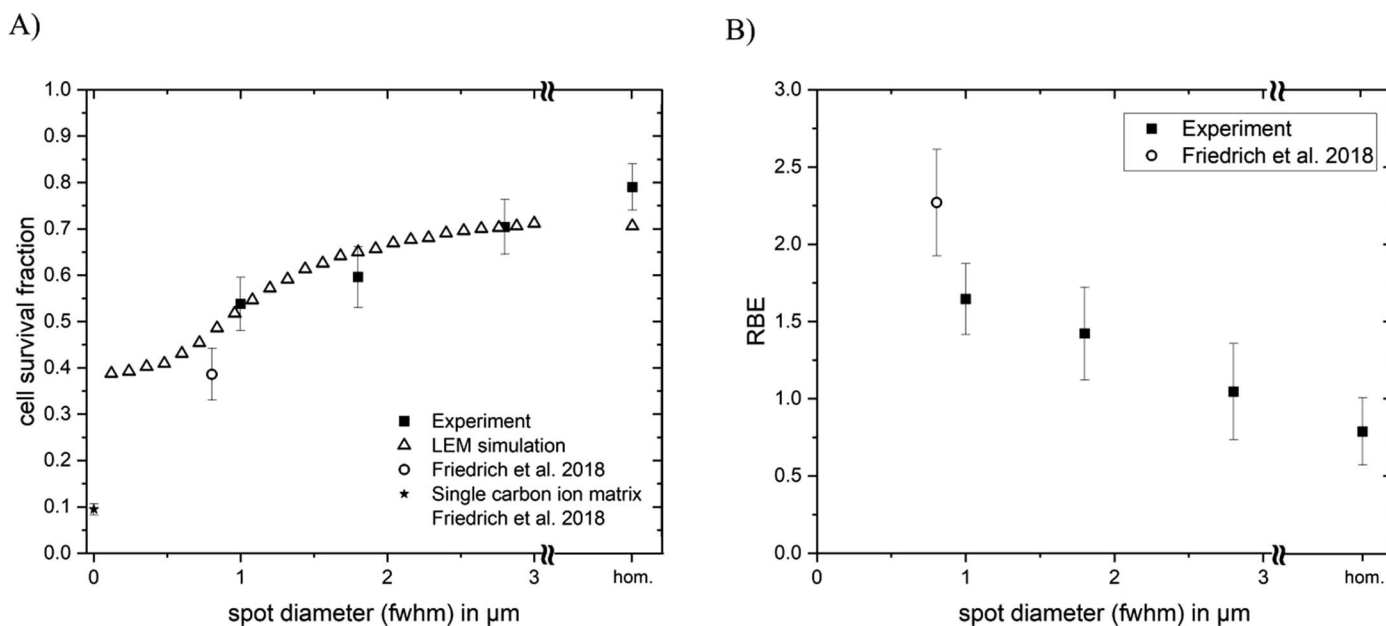 A)
1.0
0.9
0.8
0.7
0.6
0.5
0.4
0.3
0.2
0.1
0.0
cell survival fraction
Experiment
LEM simulation
Friedrich et al. 2018
Single carbon ion matrix
Friedrich et al. 2018
0 1 2 3 hom.
spot diameter (fwhm) in µm
B)
3.0
2.5
2.0
1.5
1.0
0.5
0.0
RBE
Experiment
Friedrich et al. 2018
0 1 2 3 hom.
spot diameter (fwhm) in µm